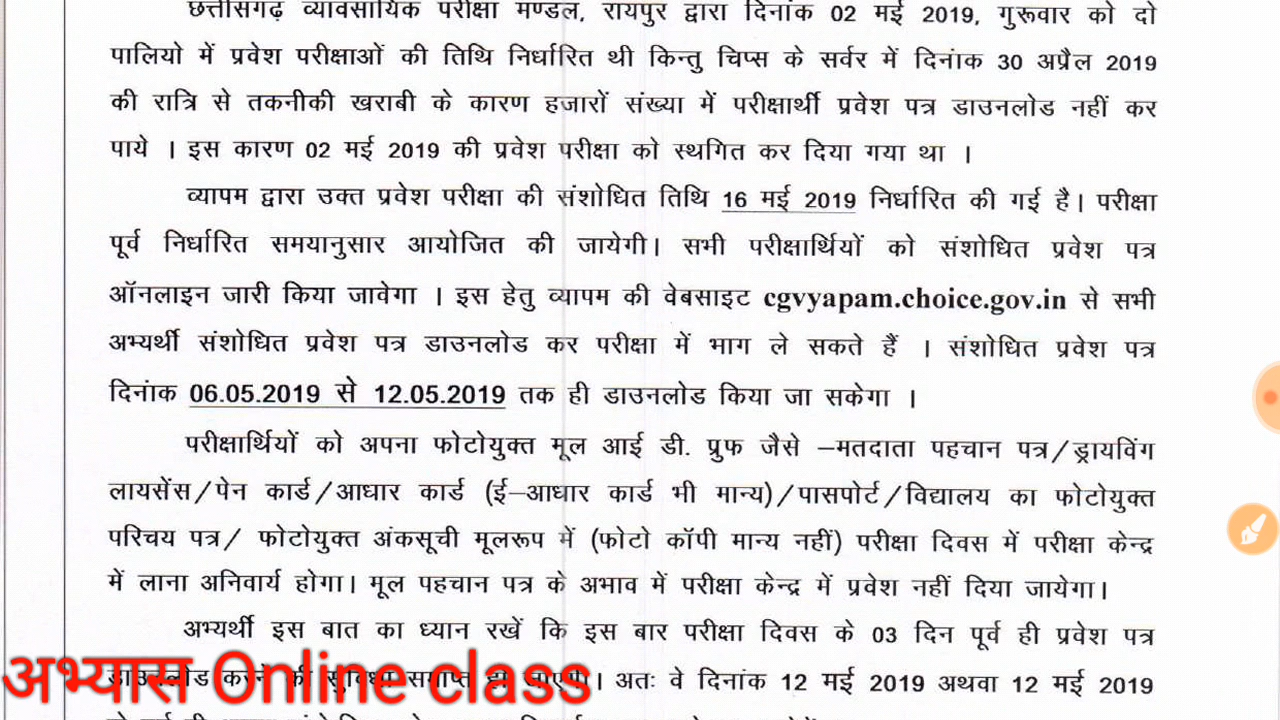 छत्तीसगढ़ व्यावसायिक परीक्षा मण्डल, रायपुर द्वारा दिनांक 02 मई 2019, गुरूवार को दो
पालियो में प्रवेश परीक्षाओं की तिथि निर्धारित थी किन्तु चिप्स के सर्वर में दिनांक 30 अप्रैल 2019
की रात्रि से तकनीकी खराबी के कारण हजारों संख्या में परीक्षार्थी प्रवेश पत्र डाउनलोड नहीं कर
पाये । इस कारण 02 मई 2019 की प्रवेश परीक्षा को स्थगित कर दिया गया था ।
व्यापम द्वारा उक्त प्रवेश परीक्षा की संशोधित तिथि 16 मई 2019 निर्धारित की गई है। परीक्षा
पूर्व निर्धारित समयानुसार आयोजित की जायेगी। सभी परीक्षार्थियों को संशोधित प्रवेश पत्र
ऑनलाइन जारी किया जावेगा । इस हेतु व्यापम की वेबसाइट cgvyapam.choice.gov.in से सभी
अभ्यर्थी संशोधित प्रवेश पत्र डाउनलोड कर परीक्षा में भाग ले सकते हैं । संशोधित प्रवेश पत्र
दिनांक 06.05.2019 से 12.05.2019 तक ही डाउनलोड किया जा सकेगा ।
परीक्षार्थियों को अपना फोटोयुक्त मूल आई डी. प्रुफ जैसे –मतदाता पहचान पत्र/ड्रायविंग
लायसेंस/पेन कार्ड/आधार कार्ड (ई–आधार कार्ड भी मान्य)/पासपोर्ट/विद्यालय का फोटोयुक्त
परिचय पत्र/ फोटोयुक्त अंकसूची मूलरूप में (फोटो कॉपी मान्य नहीं) परीक्षा दिवस में परीक्षा केन्द्र
में लाना अनिवार्य होगा। मूल पहचान पत्र के अभाव में परीक्षा केन्द्र में प्रवेश नहीं दिया जायेगा।
अभ्यर्थी इस बात का ध्यान रखें कि इस बार परीक्षा दिवस के 03 दिन पूर्व ही प्रवेश पत्र
डाउनलोड करने की सुविधा समाप्त हो जाएगी। अतः वे दिनांक 12 मई 2019 अथवा 12 मई 2019
अभ्यास Online class